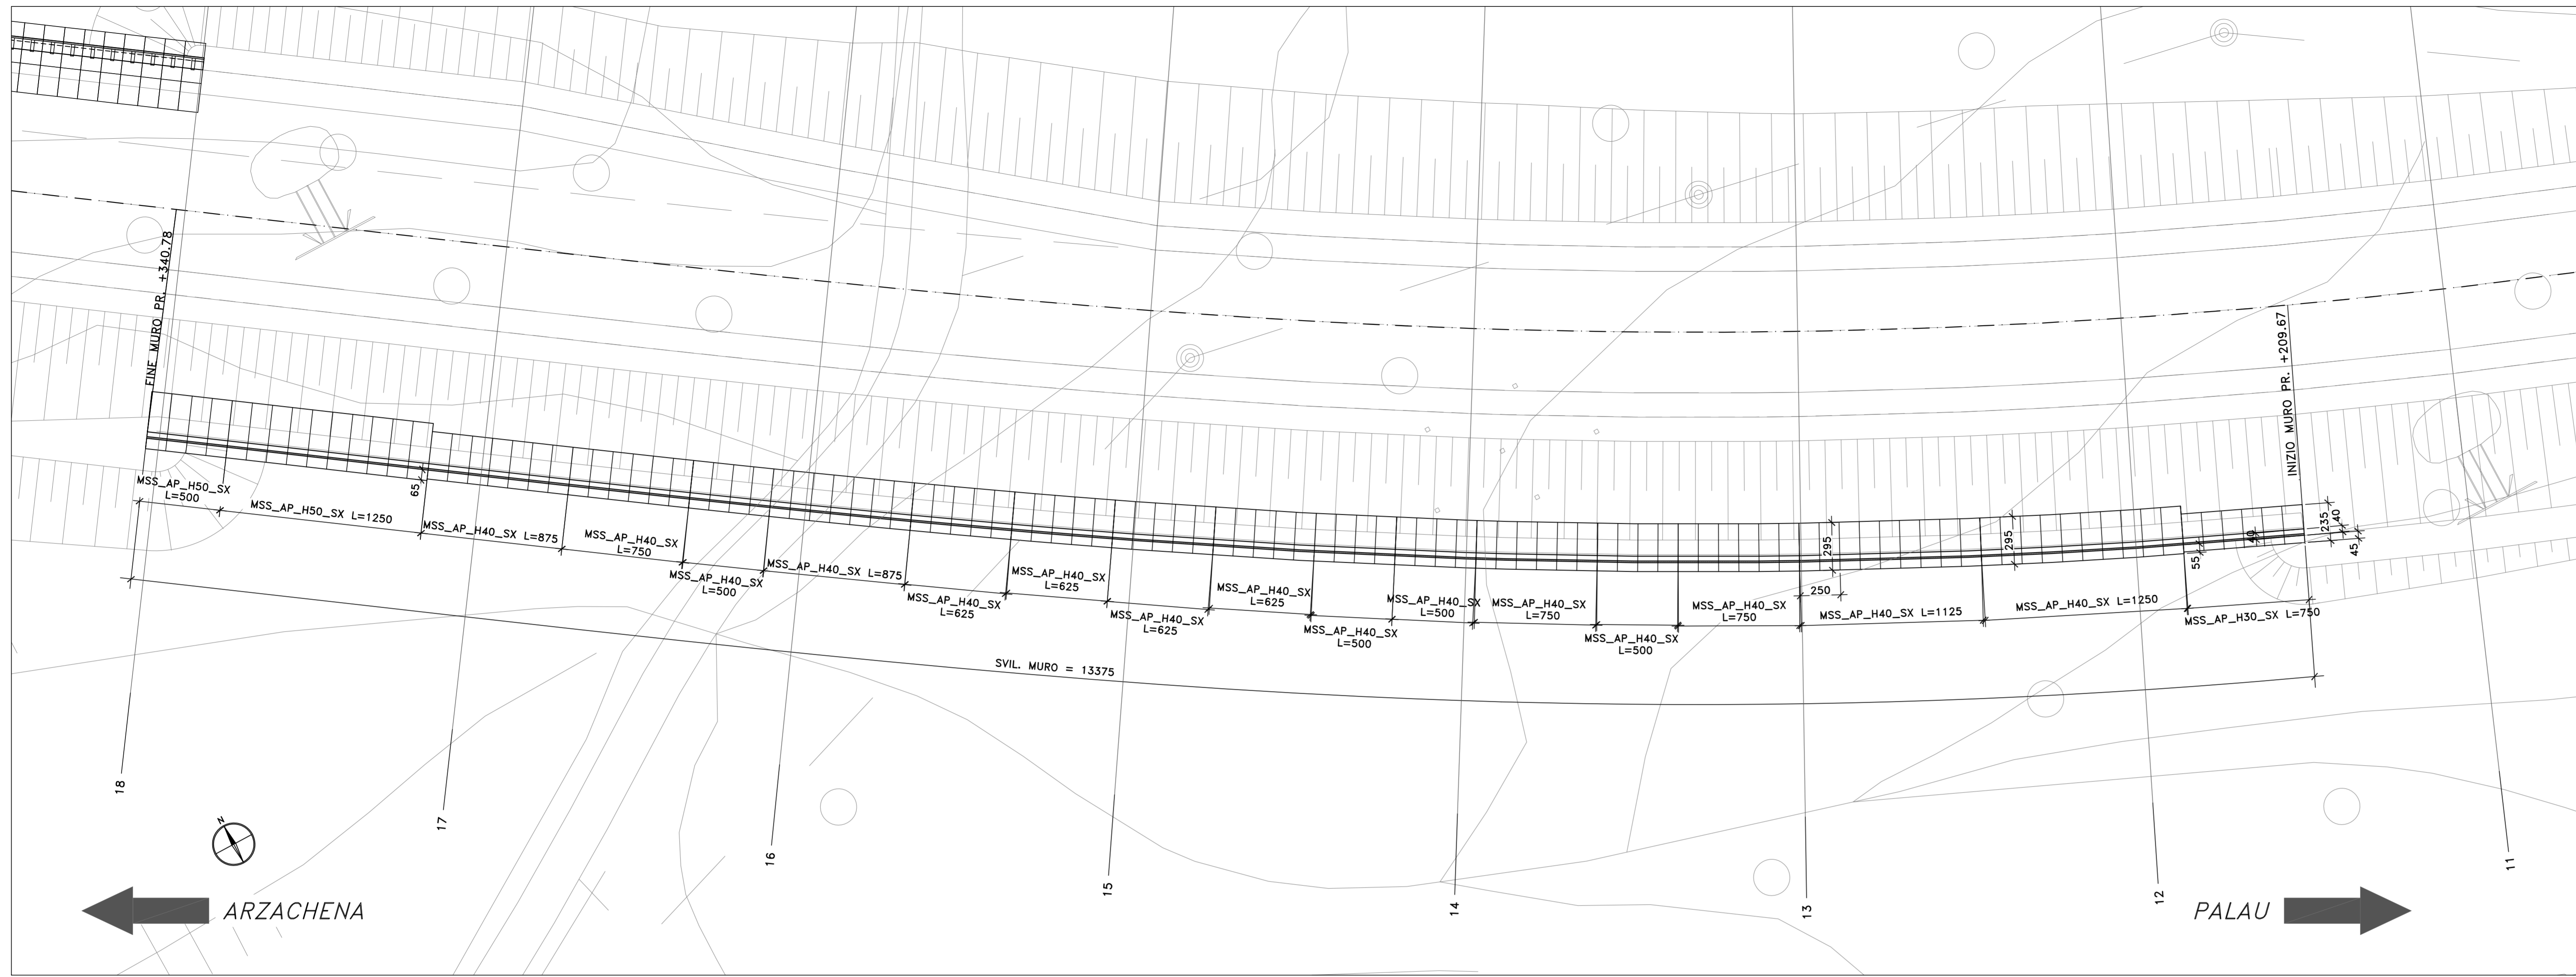 FINE MURO PR. +340.78
INIZIO MURO PR. +209.67
MSS_AP_H50_SX
L=500
MSS_AP_H50_SX L=1250
65
MSS_AP_H40_SX L=875
MSS_AP_H40_SX
L=750
MSS_AP_H40_SX
L=500
MSS_AP_H40_SX L=875
MSS_AP_H40_SX
L=625
MSS_AP_H40_SX
L=625
MSS_AP_H40_SX
L=625
MSS_AP_H40_SX
L=625
MSS_AP_H40_SX
L=500
MSS_AP_H40_SX
L=500
MSS_AP_H40_SX
L=750
MSS_AP_H40_SX
L=500
MSS_AP_H40_SX
L=750
295
250
MSS_AP_H40_SX L=1125
295
MSS_AP_H40_SX L=1250
55
40
MSS_AP_H30_SX L=750
235
40
45
SVIL. MURO = 13375
18
17
16
15
14
13
12
11
N
ARZACHENA
PALAU